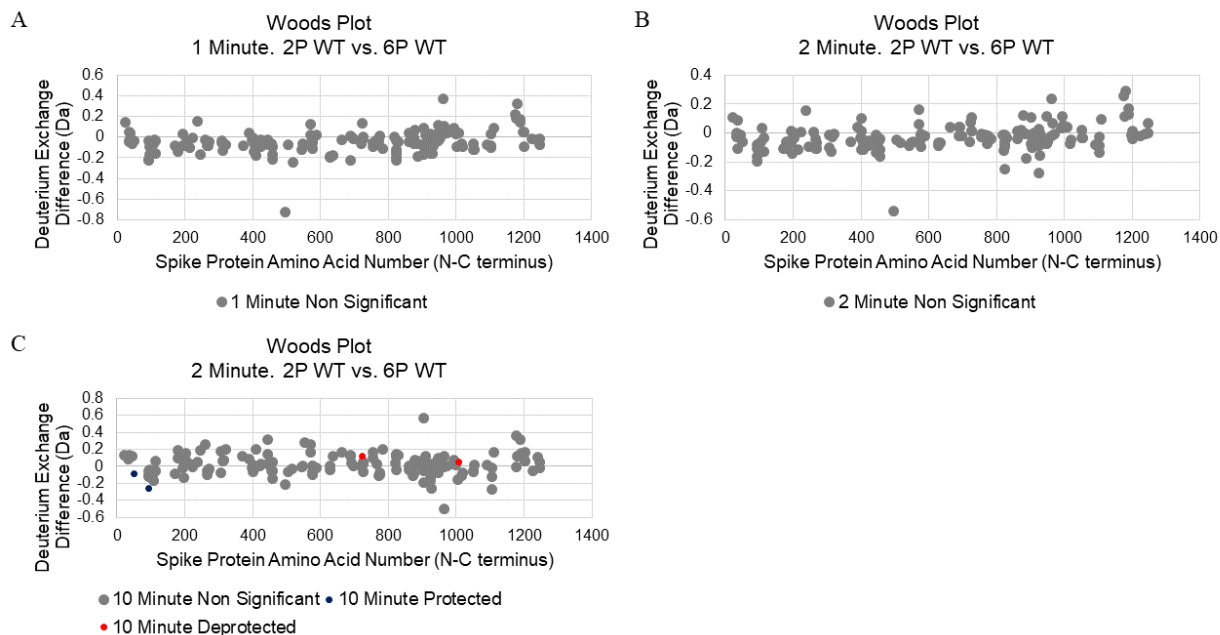 A
Woods Plot
1 Minute. 2P WT vs. 6P WT
Deuterium Exchange
Difference (Da)
0.6
0.4
0.2
0
-0.2
-0.4
-0.6
-0.8
0 200 400 600 800 1000 1200 1400
Spike Protein Amino Acid Number (N-C terminus)
1 Minute Non Significant
B
Woods Plot
2 Minute. 2P WT vs. 6P WT
Deuterium Exchange
Difference (Da)
0.4
0.2
0
-0.2
-0.4
-0.6
0 200 400 600 800 1000 1200 1400
Spike Protein Amino Acid Number (N-C terminus)
2 Minute Non Significant
C
Woods Plot
2 Minute. 2P WT vs. 6P WT
Deuterium Exchange
Difference (Da)
0.8
0.6
0.4
0.2
0
-0.2
-0.4
-0.6
0 200 400 600 800 1000 1200 1400
Spike Protein Amino Acid Number (N-C terminus)
10 Minute Non Significant 10 Minute Protected
10 Minute Deprotected